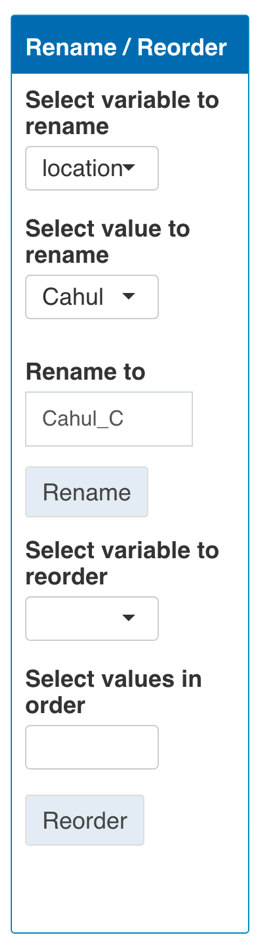 Rename / Reorder
Select variable to
rename
location
Select value to
rename
Cahul
Rename to
Cahul_C
Rename
Select variable to
reorder
Select values in
order
Reorder